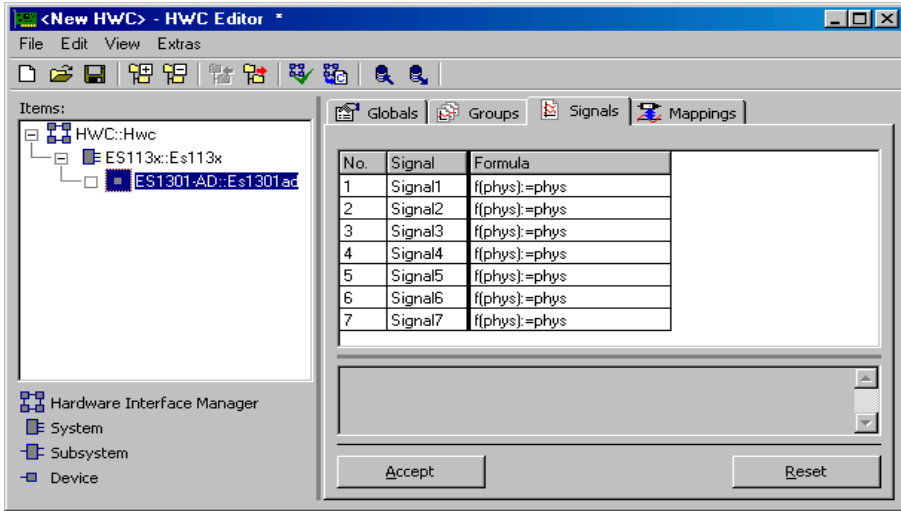 <New HWC> - HWC Editor *
File Edit View Extras
Items:
HWC::Hwc
ES113x::Es113x
ES1301-AD::Es1301ad
Hardware Interface Manager
System
Subsystem
Device
Globals Groups Signals Mappings
No. Signal Formula
1 Signal1 f(phys):=phys
2 Signal2 f(phys):=phys
3 Signal3 f(phys):=phys
4 Signal4 f(phys):=phys
5 Signal5 f(phys):=phys
6 Signal6 f(phys):=phys
7 Signal7 f(phys):=phys
Accept Reset